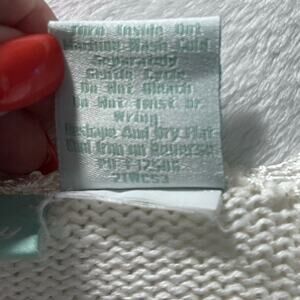 Turn Inside Out
Machine Wash Cold
Separately
Gentle Cycle
Do Not Bleach
Do Not Twist or
Wring
Reshape And Dry Flat
Cool Iron on Reverse